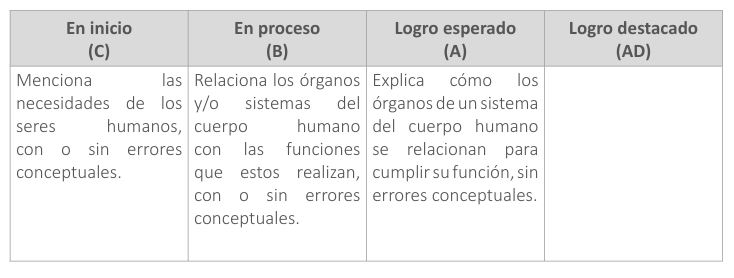 En inicio
(C)
En proceso
(B)
Logro esperado
(A)
Logro destacado
(AD)
Menciona las
necesidades de los
seres humanos,
con o sin errores
conceptuales.
Relaciona los órganos
y/o sistemas del
cuerpo humano
con las funciones
que estos realizan,
con o sin errores
conceptuales.
Explica cómo los
órganos de un sistema
del cuerpo humano
se relacionan para
cumplir su función, sin
errores conceptuales.